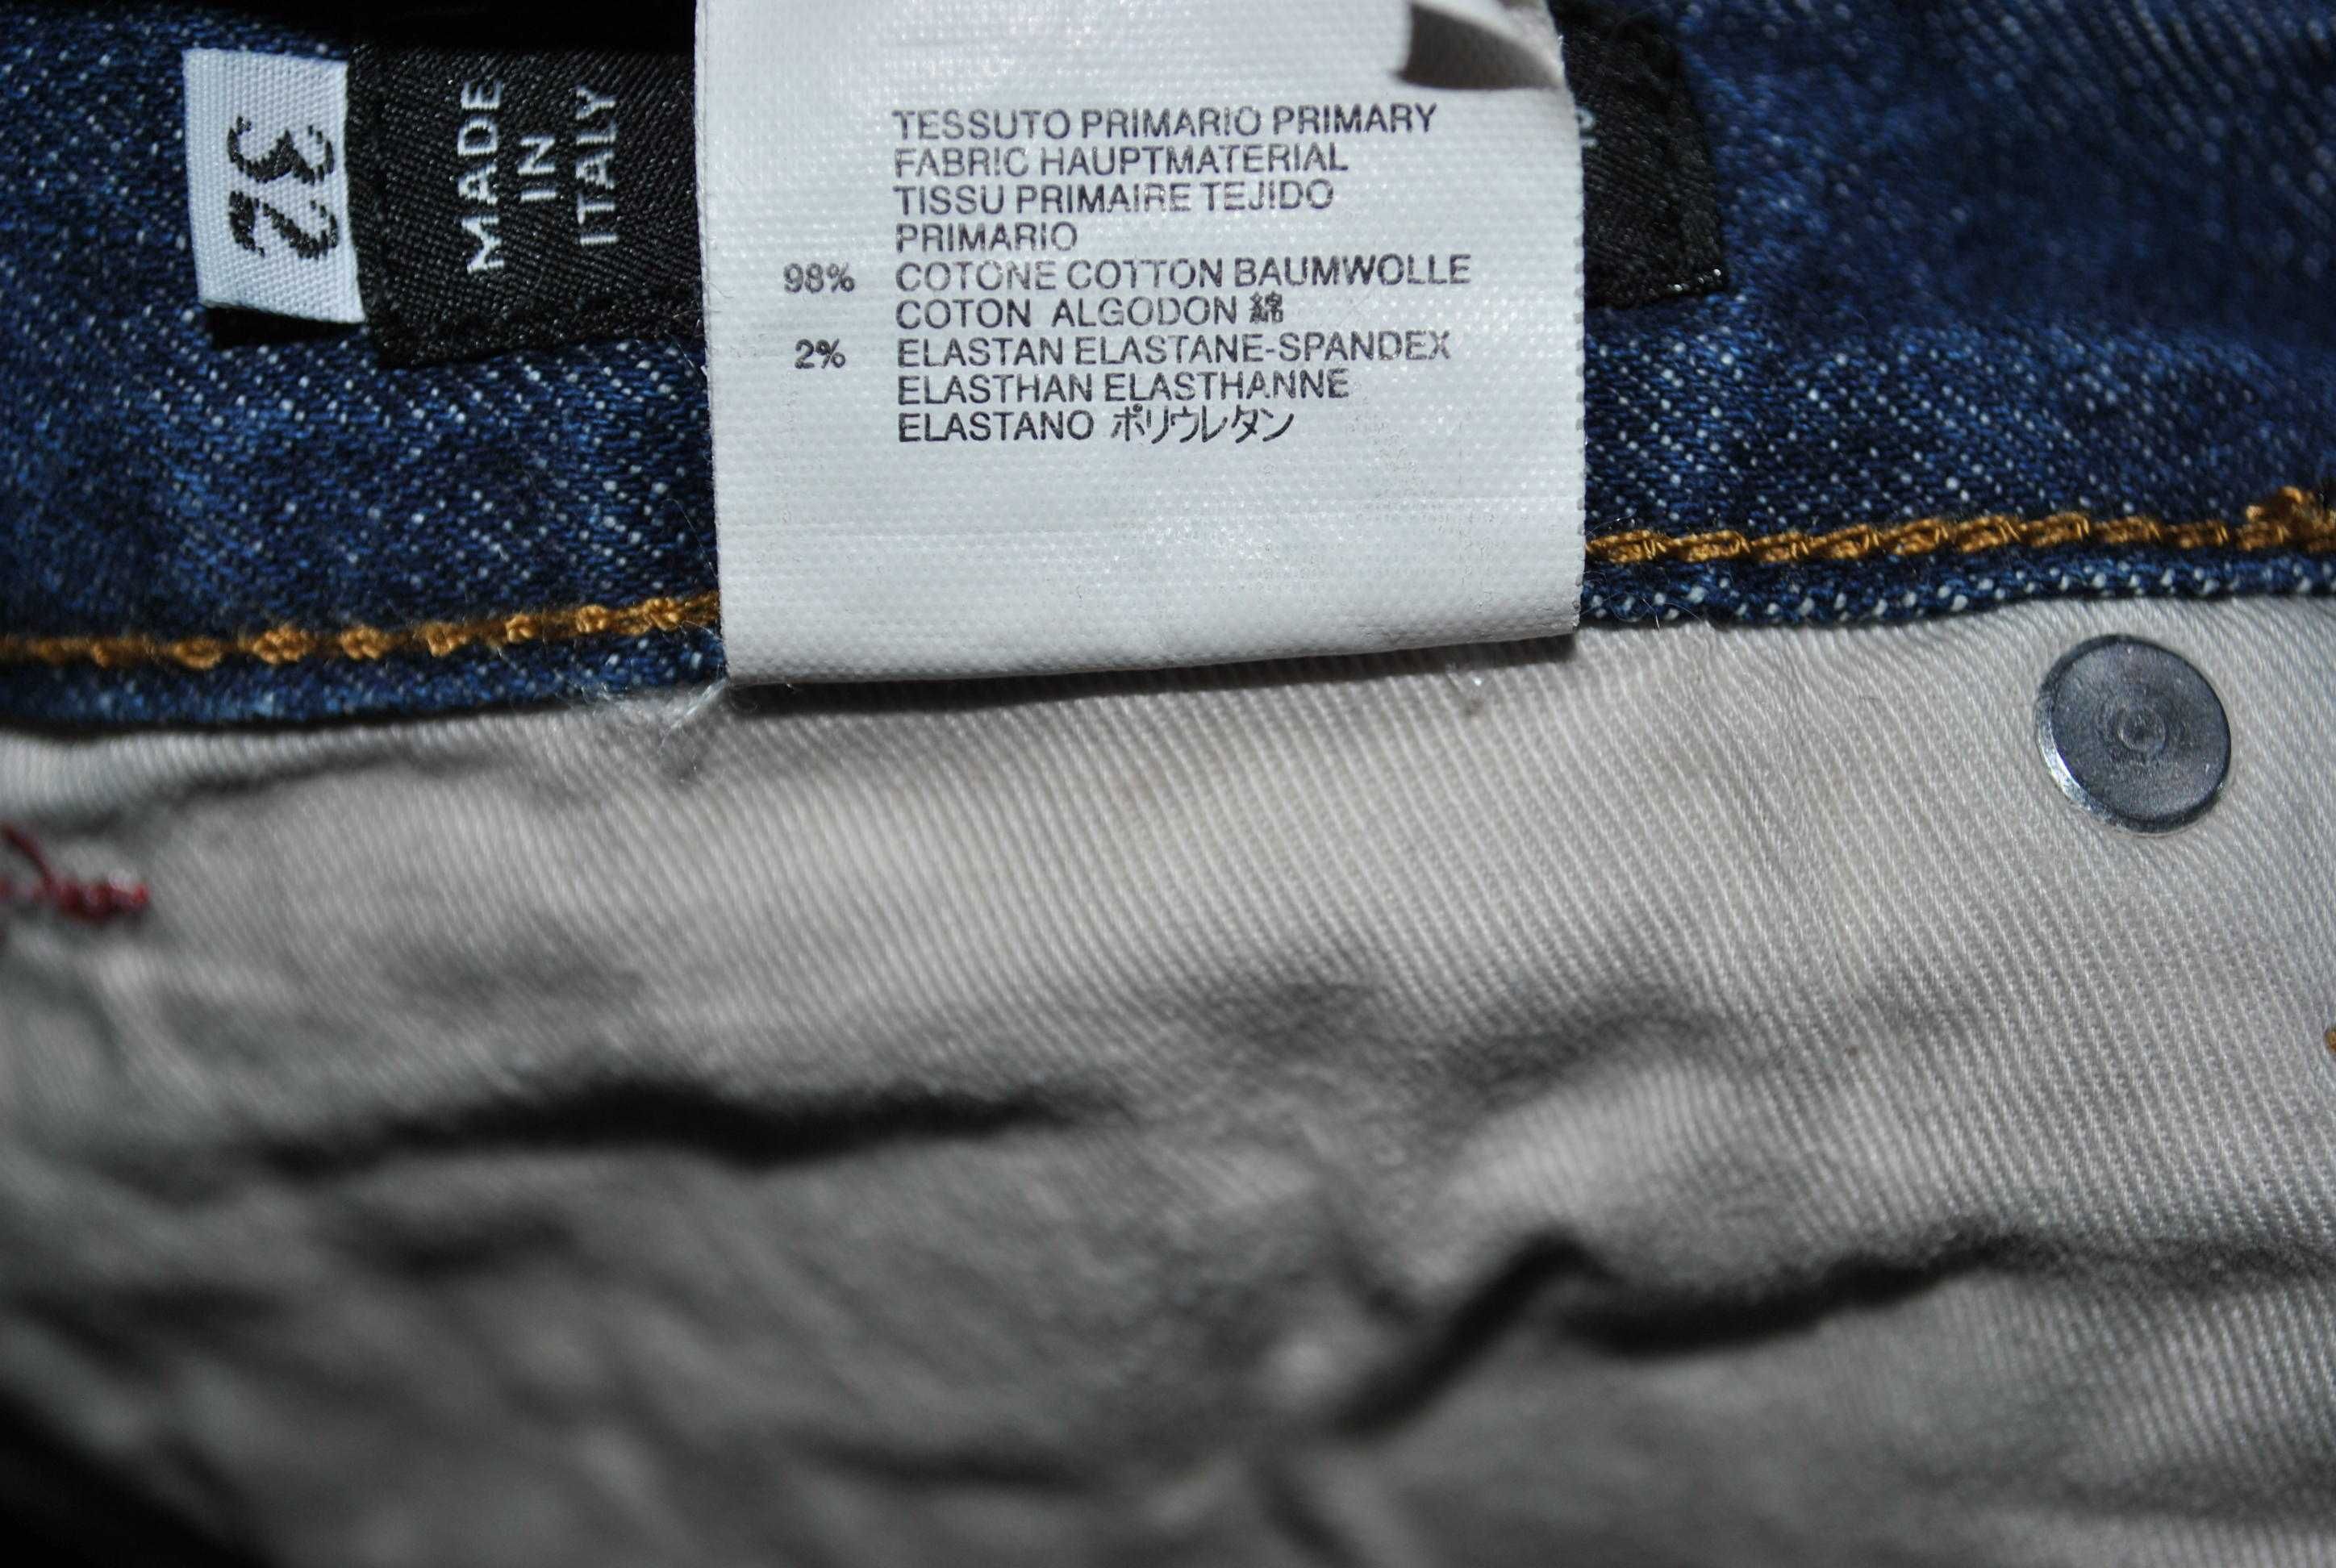 32
MADE
IN
ITALY
TESSUTO PRIMARIO PRIMARY
FABRIC HAUPTMATERIAL
TISSU PRIMAIRE TEJIDO
PRIMARIO
98% COTONE COTTON BAUMWOLLE
COTON ALGODON 綿
2% ELASTAN ELASTANE-SPANDEX
ELASTHAN ELASTHANNE
ELASTANO ポリウレタン